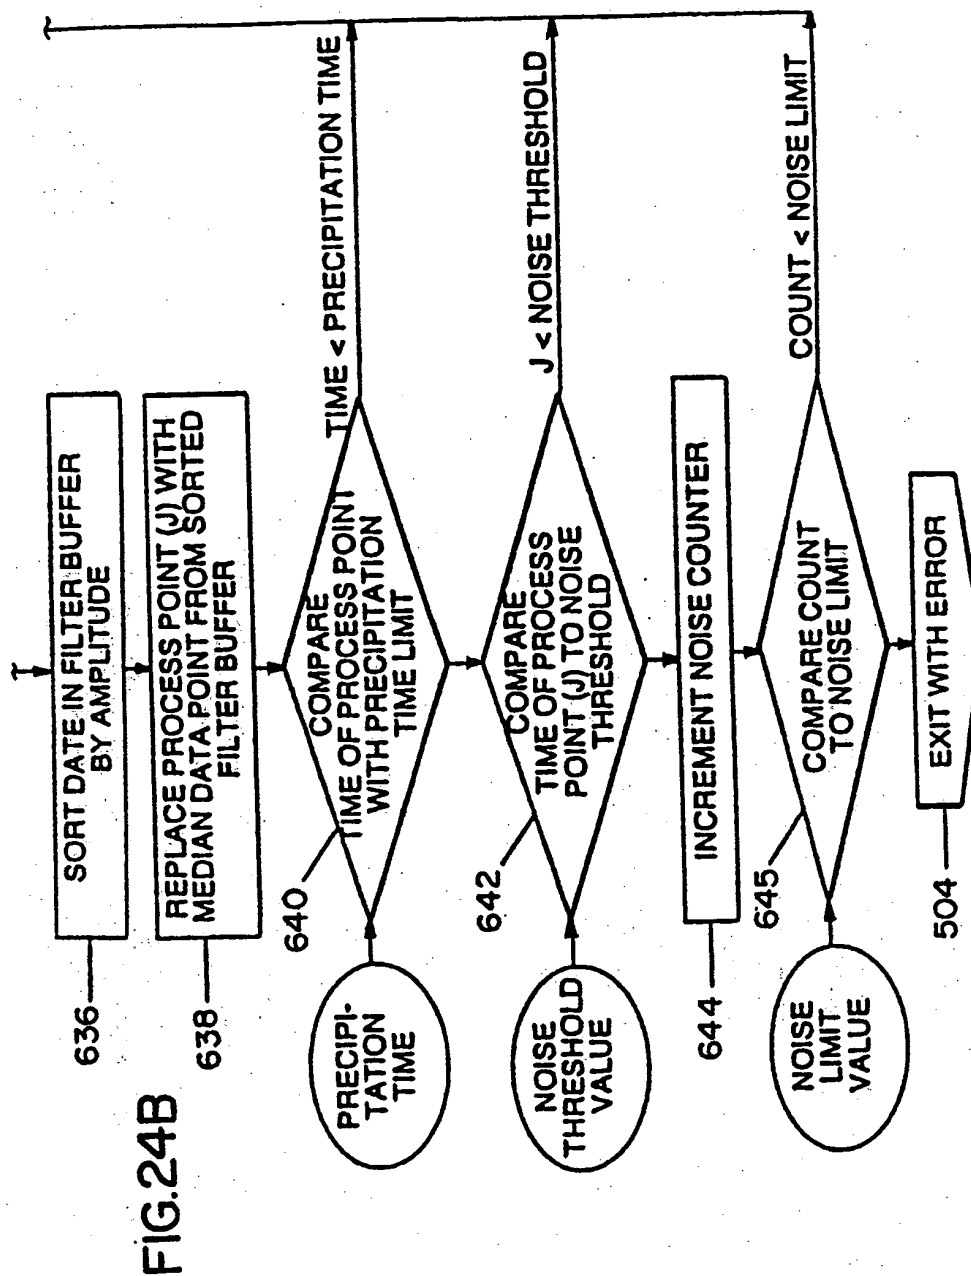 FIG.24B
636
SORT DATE IN FILTER BUFFER
BY AMPLITUDE
638
REPLACE PROCESS POINT (J) WITH
MEDIAN DATA POINT FROM SORTED
FILTER BUFFER
640
PRECIPI-
TATION
TIME
COMPARE
TIME OF PROCESS POINT
WITH PRECIPITATION
TIME LIMIT
TIME < PRECIPITATION TIME
642
NOISE
THRESHOLD
VALUE
COMPARE
TIME OF PROCESS
POINT (J) TO NOISE
THRESHOLD
J < NOISE THRESHOLD
644
INCREMENT NOISE COUNTER
645
NOISE
LIMIT
VALUE
COMPARE COUNT
TO NOISE LIMIT
COUNT < NOISE LIMIT
504
EXIT WITH ERROR